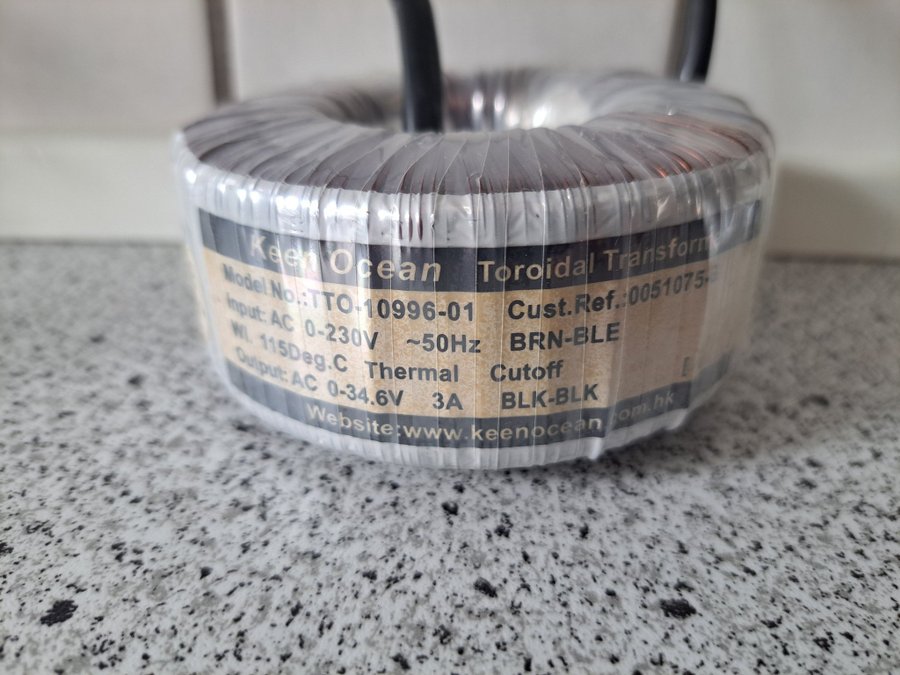 Keen Ocean Toroidal
Model No.:TTO-10996-01 Cust.Ref.:0051075-
Input: AC 0-230V ~50Hz BRN-BLE
Wi. 115Deg.C Thermal Cutoff
Output: AC 0-34.6V 3A BLK-BLK
Website:www.keenocean.com.hk